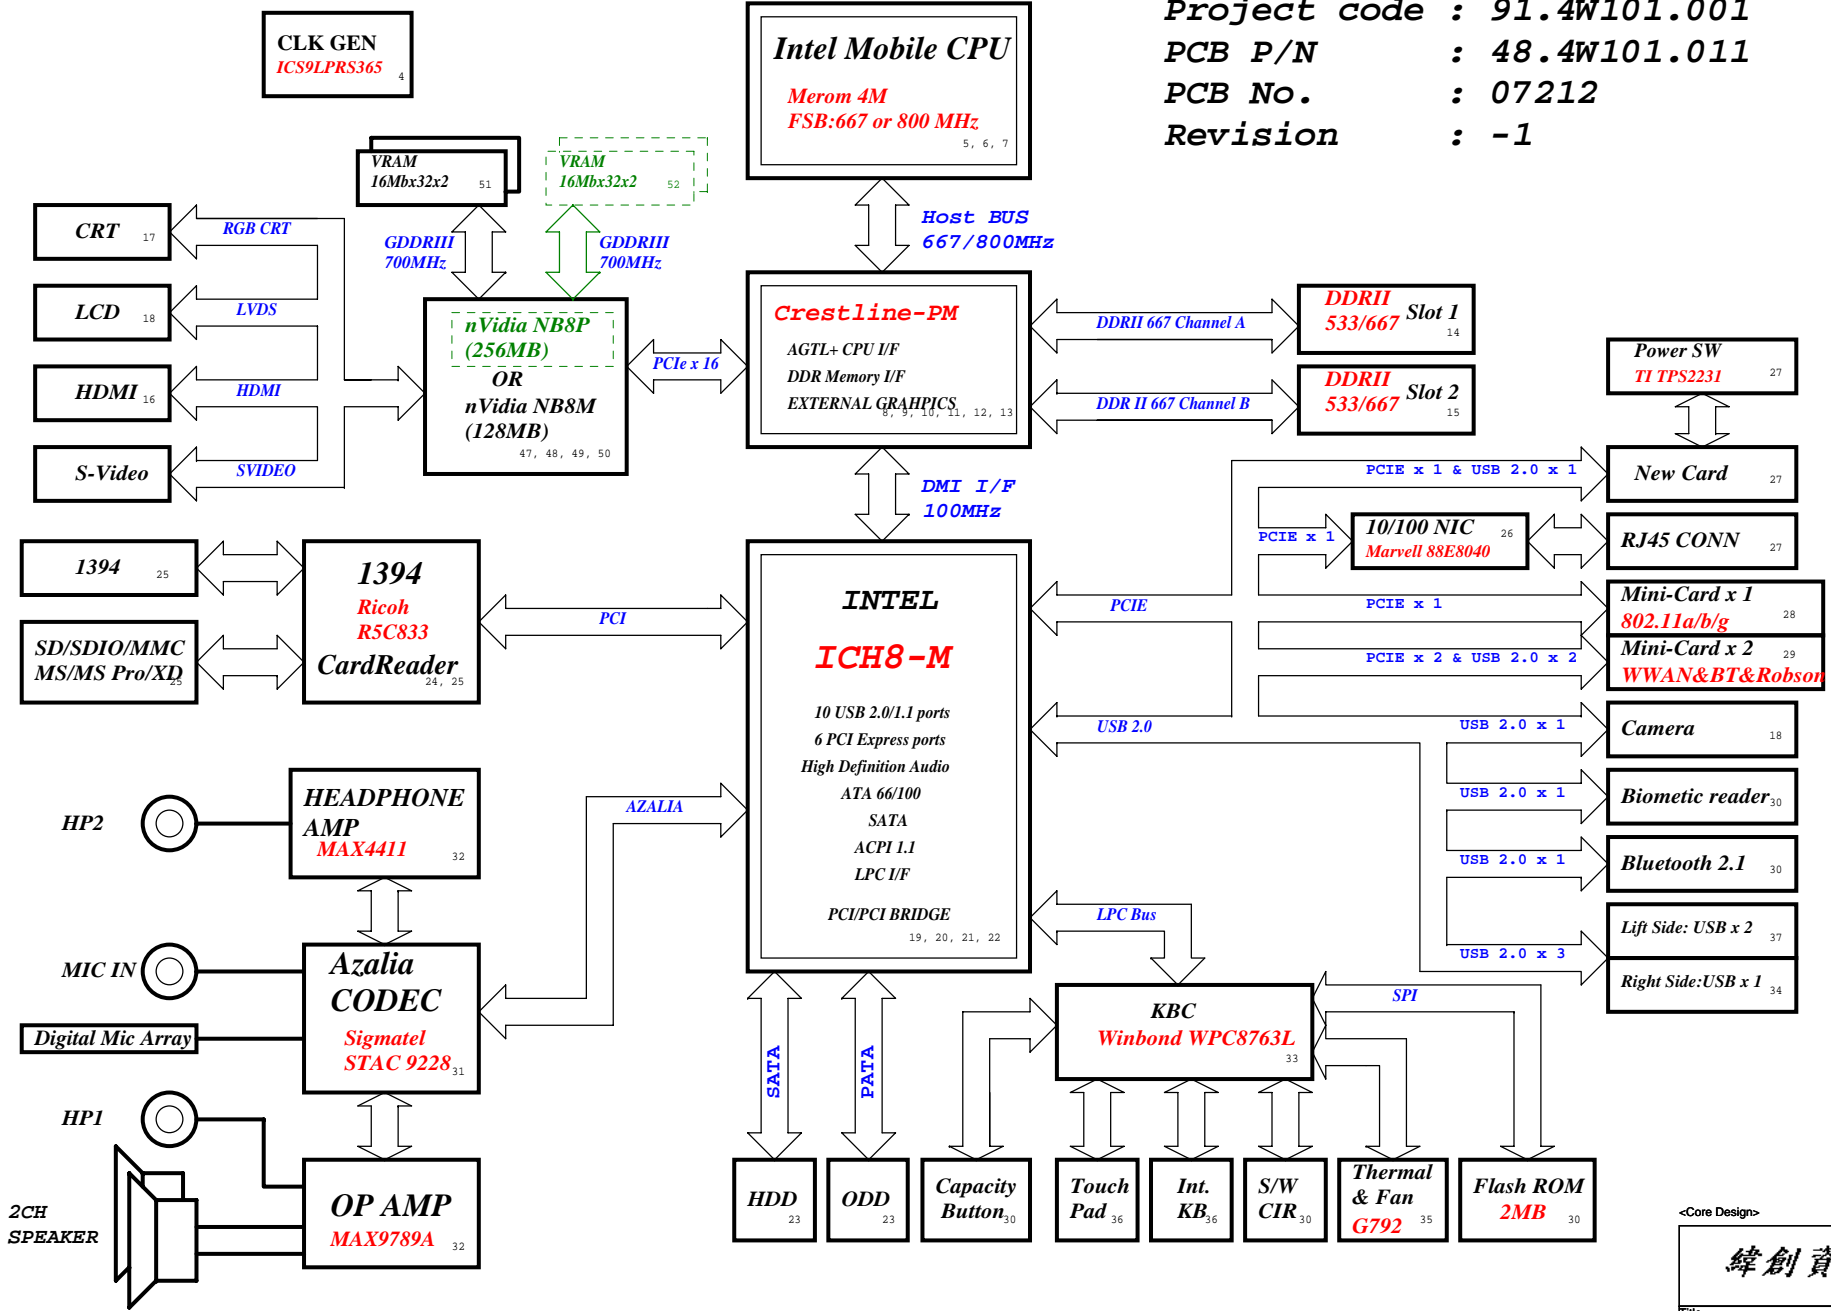 Project code : 91.4W101.001
PCB P/N : 48.4W101.011
PCB No. : 07212
Revision : -1
CLK GEN
ICS9LPRS365
4
Intel Mobile CPU
Merom 4M
FSB:667 or 800 MHz
5, 6, 7
VRAM
16Mbx32x2
51
VRAM
16Mbx32x2
52
GDDRIII
700MHz
GDDRIII
700MHz
Host BUS
667/800MHz
CRT
17
RGB CRT
LCD
18
LVDS
HDMI
16
HDMI
S-Video
SVIDEO
nVidia NB8P
(256MB)
OR
nVidia NB8M
(128MB)
47, 48, 49, 50
PCIe x 16
Crestline-PM
AGTL+ CPU I/F
DDR Memory I/F
EXTERNAL GRAHPICS
8, 9, 10, 11, 12, 13
DDRII 667 Channel A
DDRII
533/667
Slot 1
14
DDR II 667 Channel B
DDRII
533/667
Slot 2
15
Power SW
TI TPS2231
27
DMI I/F
100MHz
PCIE x 1 & USB 2.0 x 1
New Card
27
PCIE x 1
10/100 NIC
26
Marvell 88E8040
RJ45 CONN
27
1394
25
1394
Ricoh
R5C833
CardReader
24, 25
SD/SDIO/MMC
MS/MS Pro/XD
25
PCI
INTEL
ICH8-M
10 USB 2.0/1.1 ports
6 PCI Express ports
High Definition Audio
ATA 66/100
SATA
ACPI 1.1
LPC I/F
PCI/PCI BRIDGE
19, 20, 21, 22
PCIE
PCIE x 1
Mini-Card x 1
802.11a/b/g
28
PCIE x 2 & USB 2.0 x 2
Mini-Card x 2
29
WWAN&BT&Robson
USB 2.0
USB 2.0 x 1
Camera
18
USB 2.0 x 1
Biometic reader
30
USB 2.0 x 1
Bluetooth 2.1
30
Lift Side: USB x 2
37
USB 2.0 x 3
Right Side:USB x 1
34
HP2
HEADPHONE
AMP
MAX4411
32
AZALIA
MIC IN
Azalia
CODEC
Sigmatel
STAC 9228
31
Digital Mic Array
HP1
OP AMP
MAX9789A
32
2CH
SPEAKER
LPC Bus
KBC
Winbond WPC8763L
33
SPI
SATA
PATA
HDD
23
ODD
23
Capacity
Button
30
Touch
Pad
36
Int.
KB
36
S/W
CIR
30
Thermal
& Fan
G792
35
Flash ROM
2MB
30
<Core Design>
緯創資